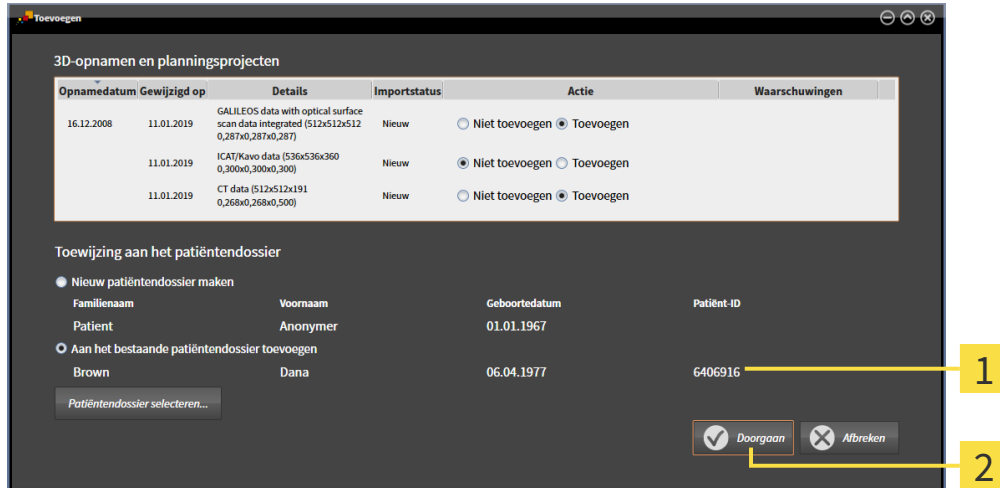 Toevoegen
3D-opnamen en planningsprojecten
Opnamedatum Gewijzigd op Details Importstatus Actie Waarschuwingen
GALILEOS data with optical surface
16.12.2008 11.01.2019 scan data integrated (512x512x512 Nieuw Niet toevoegen Toevoegen
0,287x0,287x0,287)
11.01.2019 ICAT/Kavo data (536x536x360 Nieuw Niet toevoegen Toevoegen
0,300x0,300x0,300)
11.01.2019 CT data (512x512x191 Nieuw Niet toevoegen Toevoegen
0,268x0,268x0,500)
Toewijzing aan het patiëntendossier
Nieuw patiëntendossier maken
Familienaam Voornaam Geboortedatum Patiënt-ID
Patient Anonymer 01.01.1967
Aan het bestaande patiëntendossier toevoegen
Brown Dana 06.04.1977 6406916 1
Patiëntendossier selecteren...
Doorgaan Afbreken
2